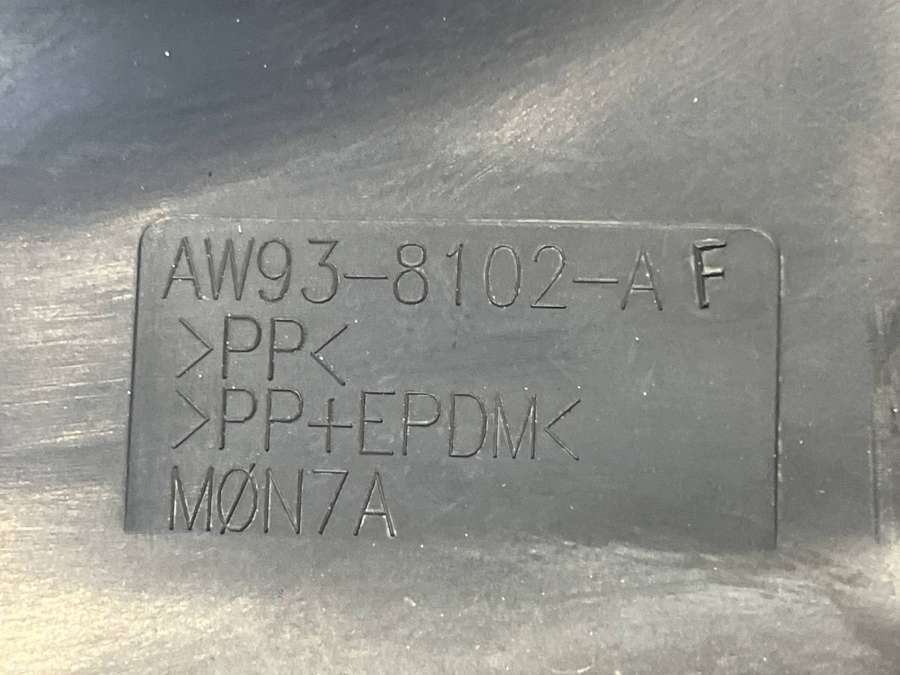 AW93-8102-A F
>PP<
>PP+EPDM<
MØN7A